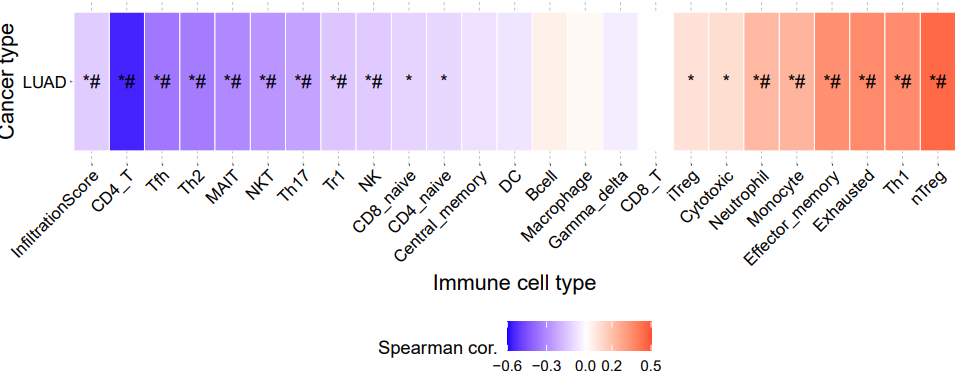 Cancer type
LUAD
*# *# *# *# *# *# *# *# *# * * * * *# *# *# *# *# *#
InfiltrationScore
CD4_T
Tfh
Th2
MAIT
NKT
Th17
Tr1
NK
CD8_naive
CD4_naive
Central_memory
DC
Bcell
Macrophage
Gamma_delta
CD8_T
iTreg
Cytotoxic
Neutrophil
Monocyte
Effector_memory
Exhausted
Th1
nTreg
Immune cell type
Spearman cor.
−0.6 −0.3 0.0 0.2 0.5